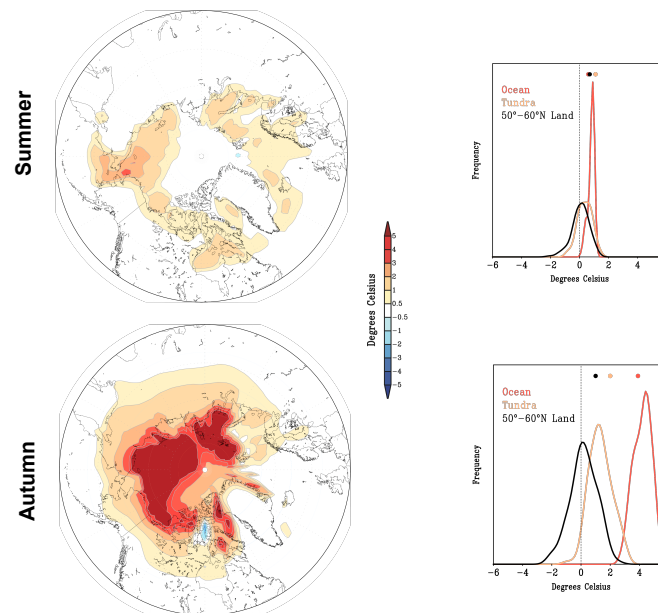 Summer
Ocean
Tundra
50°-60°N Land
Frequency
-6 -4 -2 0 2 4
Degrees Celsius
Degrees Celsius
5
4
3
2
1
0.5
-0.5
-1
-2
-3
-4
-5
Autumn
Ocean
Tundra
50°-60°N Land
Frequency
-6 -4 -2 0 2 4
Degrees Celsius